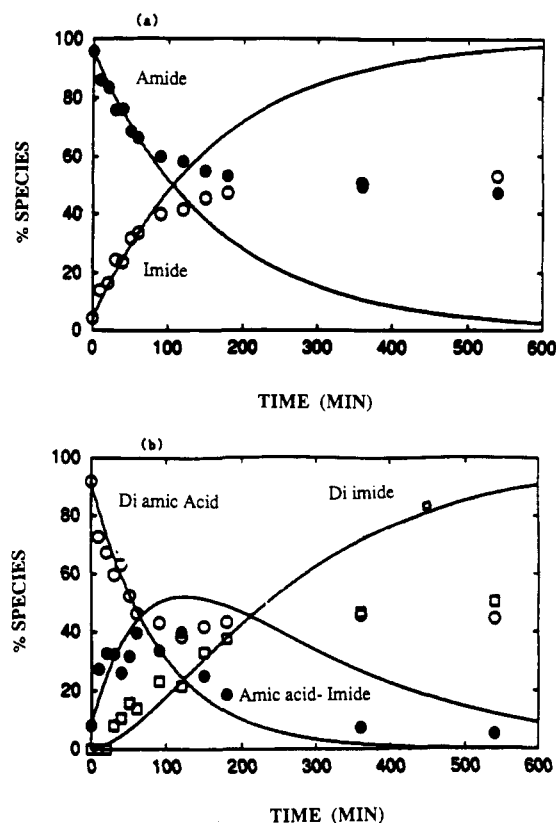 (a)
100
80
60
40
20
0
% SPECIES
Amide
Imide
0 100 200 300 400 500 600
TIME (MIN)
(b)
100
80
60
40
20
0
% SPECIES
Di amic Acid
Di imide
Amic acid- Imide
0 100 200 300 400 500 600
TIME (MIN)